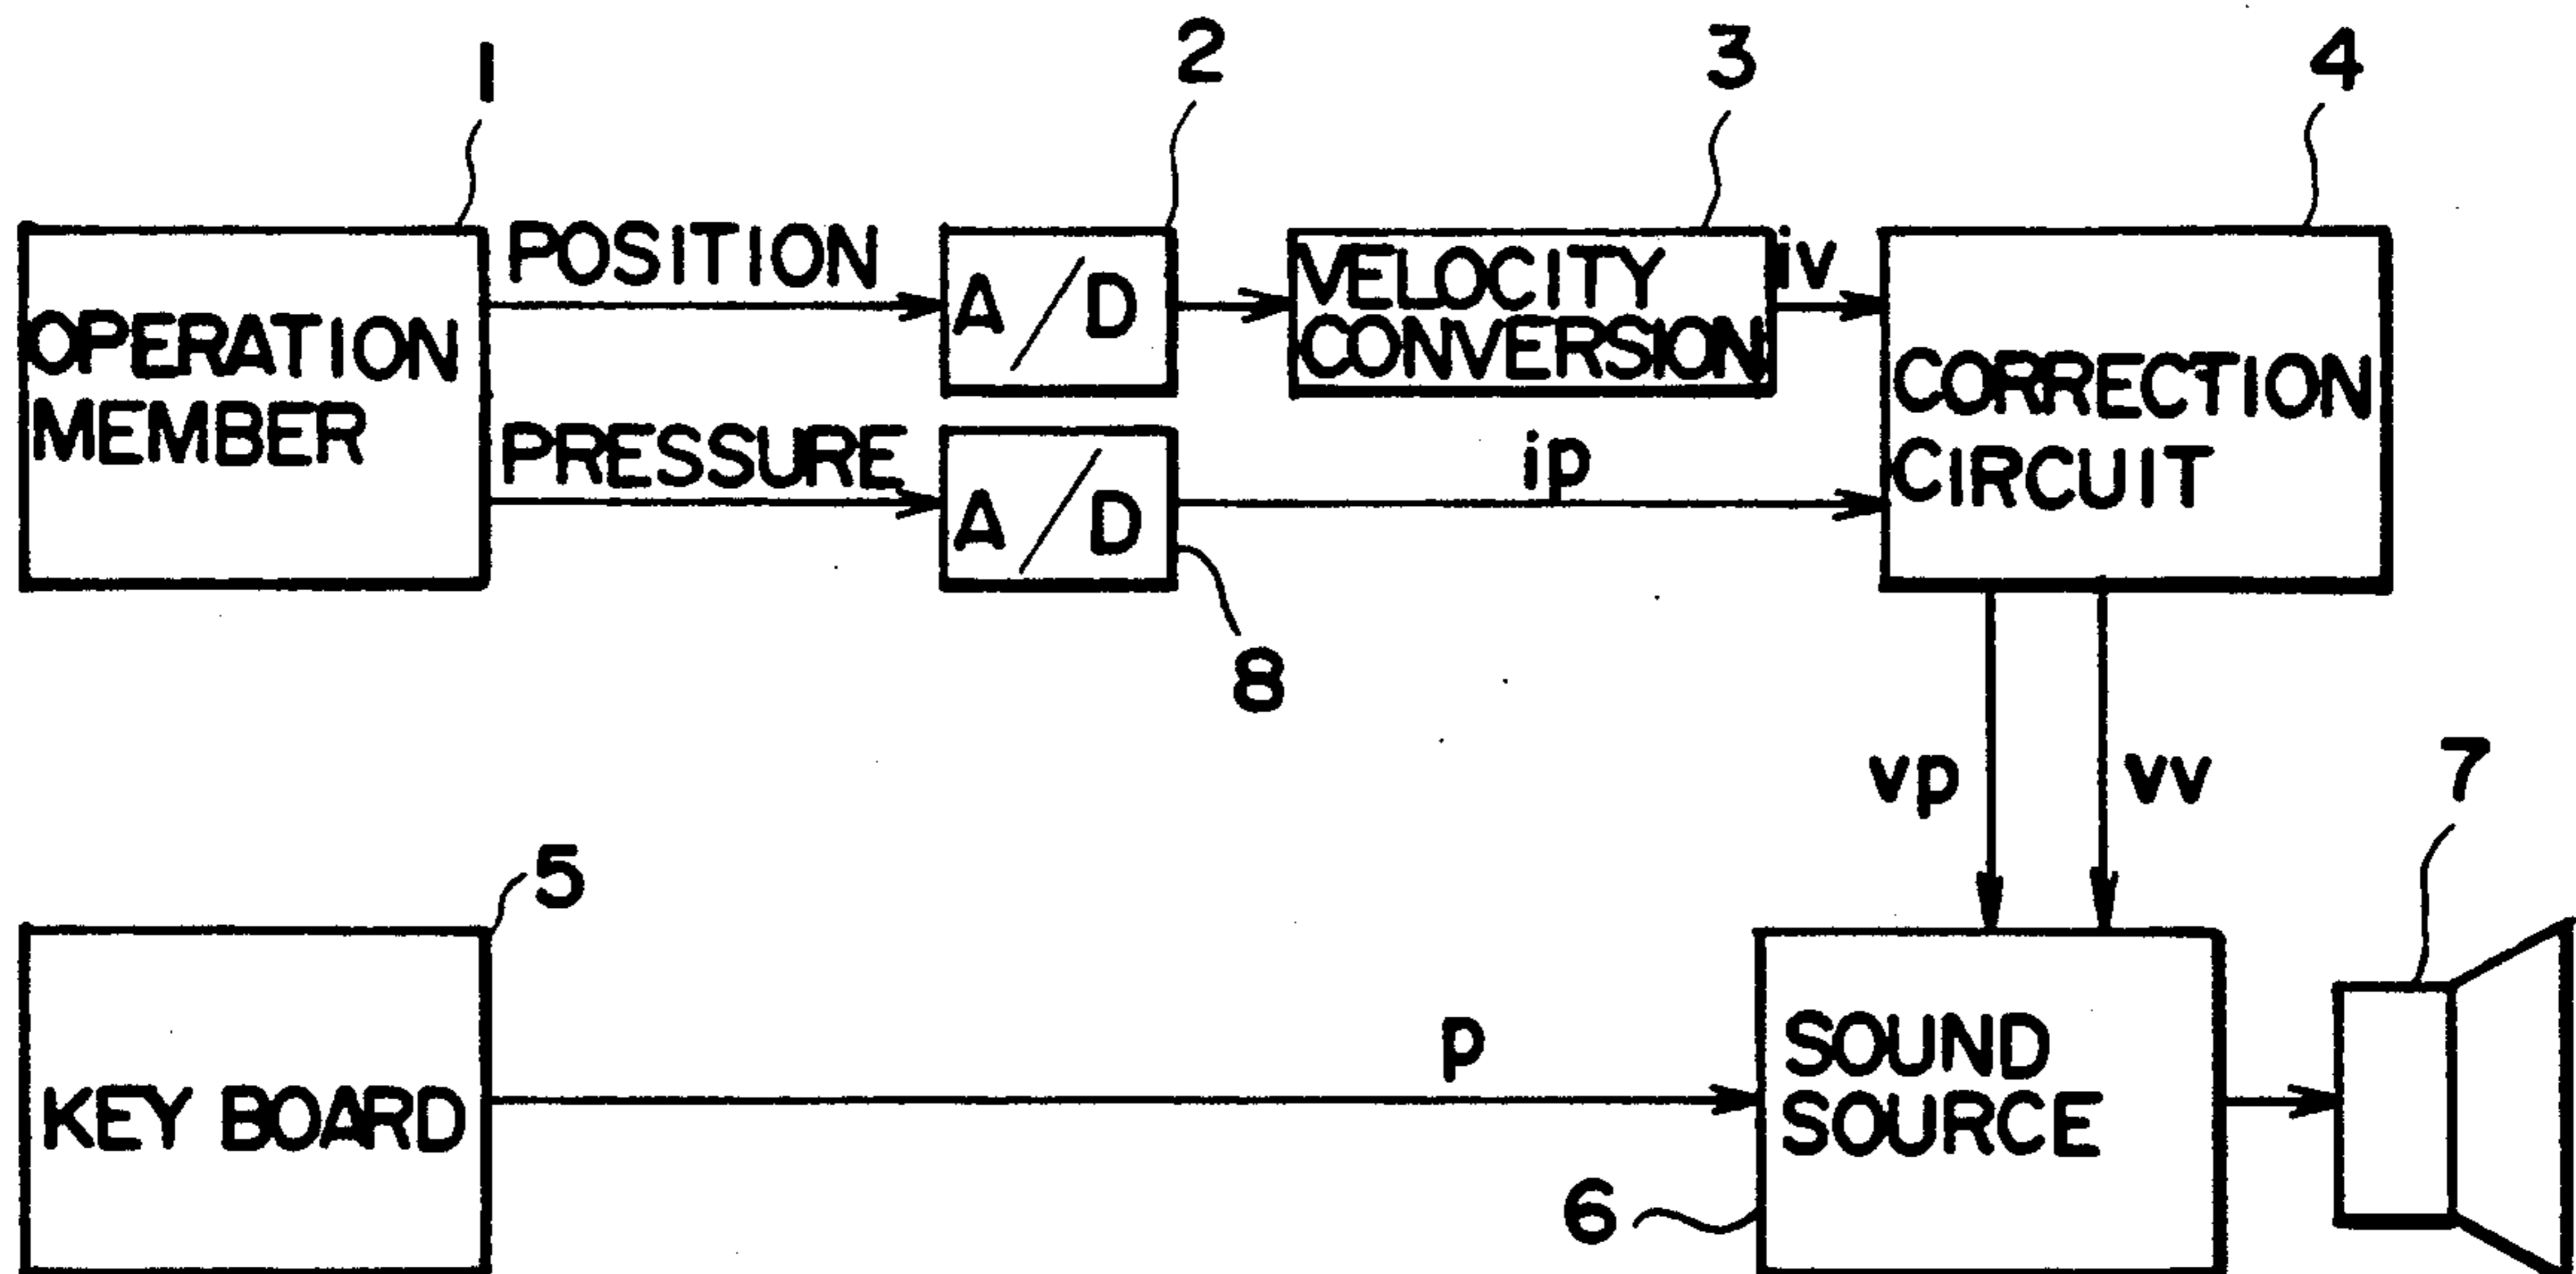 1
2
3
4
OPERATION
MEMBER
POSITION
PRESSURE
A/D
VELOCITY
CONVERSION
iv
A/D
ip
CORRECTION
CIRCUIT
8
vp
vv
7
5
KEY BOARD
p
SOUND
SOURCE
6